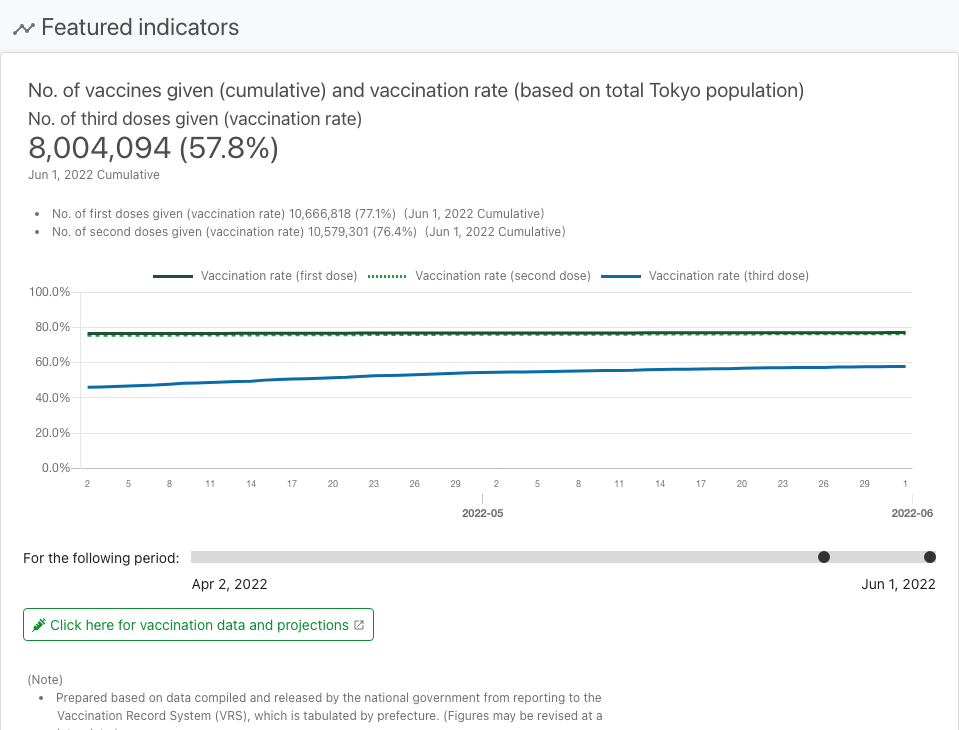 Featured indicators
No. of vaccines given (cumulative) and vaccination rate (based on total Tokyo population)
No. of third doses given (vaccination rate)
8,004,094 (57.8%)
Jun 1, 2022 Cumulative
No. of first doses given (vaccination rate) 10,666,818 (77.1%) (Jun 1, 2022 Cumulative)
No. of second doses given (vaccination rate) 10,579,301 (76.4%) (Jun 1, 2022 Cumulative)
Vaccination rate (first dose) Vaccination rate (second dose) Vaccination rate (third dose)
100.0%
80.0%
60.0%
40.0%
20.0%
0.0%
2 5 8 11 14 17 20 23 26 29 2 5 8 11 14 17 20 23 26 29 1
2022-05 2022-06
For the following period:
Apr 2, 2022 Jun 1, 2022
Click here for vaccination data and projections
(Note)
Prepared based on data compiled and released by the national government from reporting to the
Vaccination Record System (VRS), which is tabulated by prefecture. (Figures may be revised at a